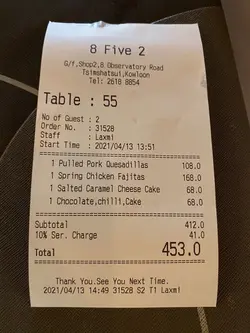 8 Five 2
G/f,Shop2,8 Observatory Road
Tsimshatsui,Kowloon
Tel: 2618 8854
Table : 55
No of Guest : 2
Order No. : 31528
Staff : Laxmi
Start Time : 2021/04/13 13:51
1 Pulled Pork Quesadillas 108.0
1 Spring Chicken Fajitas 168.0
1 Salted Caramel Cheese Cake 68.0
1 Chocolate,chilli,Cake 68.0
Subtotal 412.0
10% Ser. Charge 41.0
Total 453.0
Thank You.See You Next Time.
2021/04/13 14:49 31528 S2 T1 Laxmi